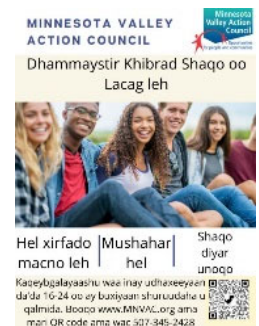 MINNESOTA VALLEY
ACTION COUNCIL
Minnesota
Valley Action
Council
Dhammaystir Khibrad Shaqo oo
Lacag leh
Hel xirfado
macno leh
Mushahar
hel
Shaqo
diyar
unoqo
Kaqeybgalayaashu waa inay udhaxeeyaan
da'da 16-24 oo ay buxiyaan shuruudaha u
qalmida. Booqo www.MNVAC.org ama
mari QR code ama wac 507-345-2428